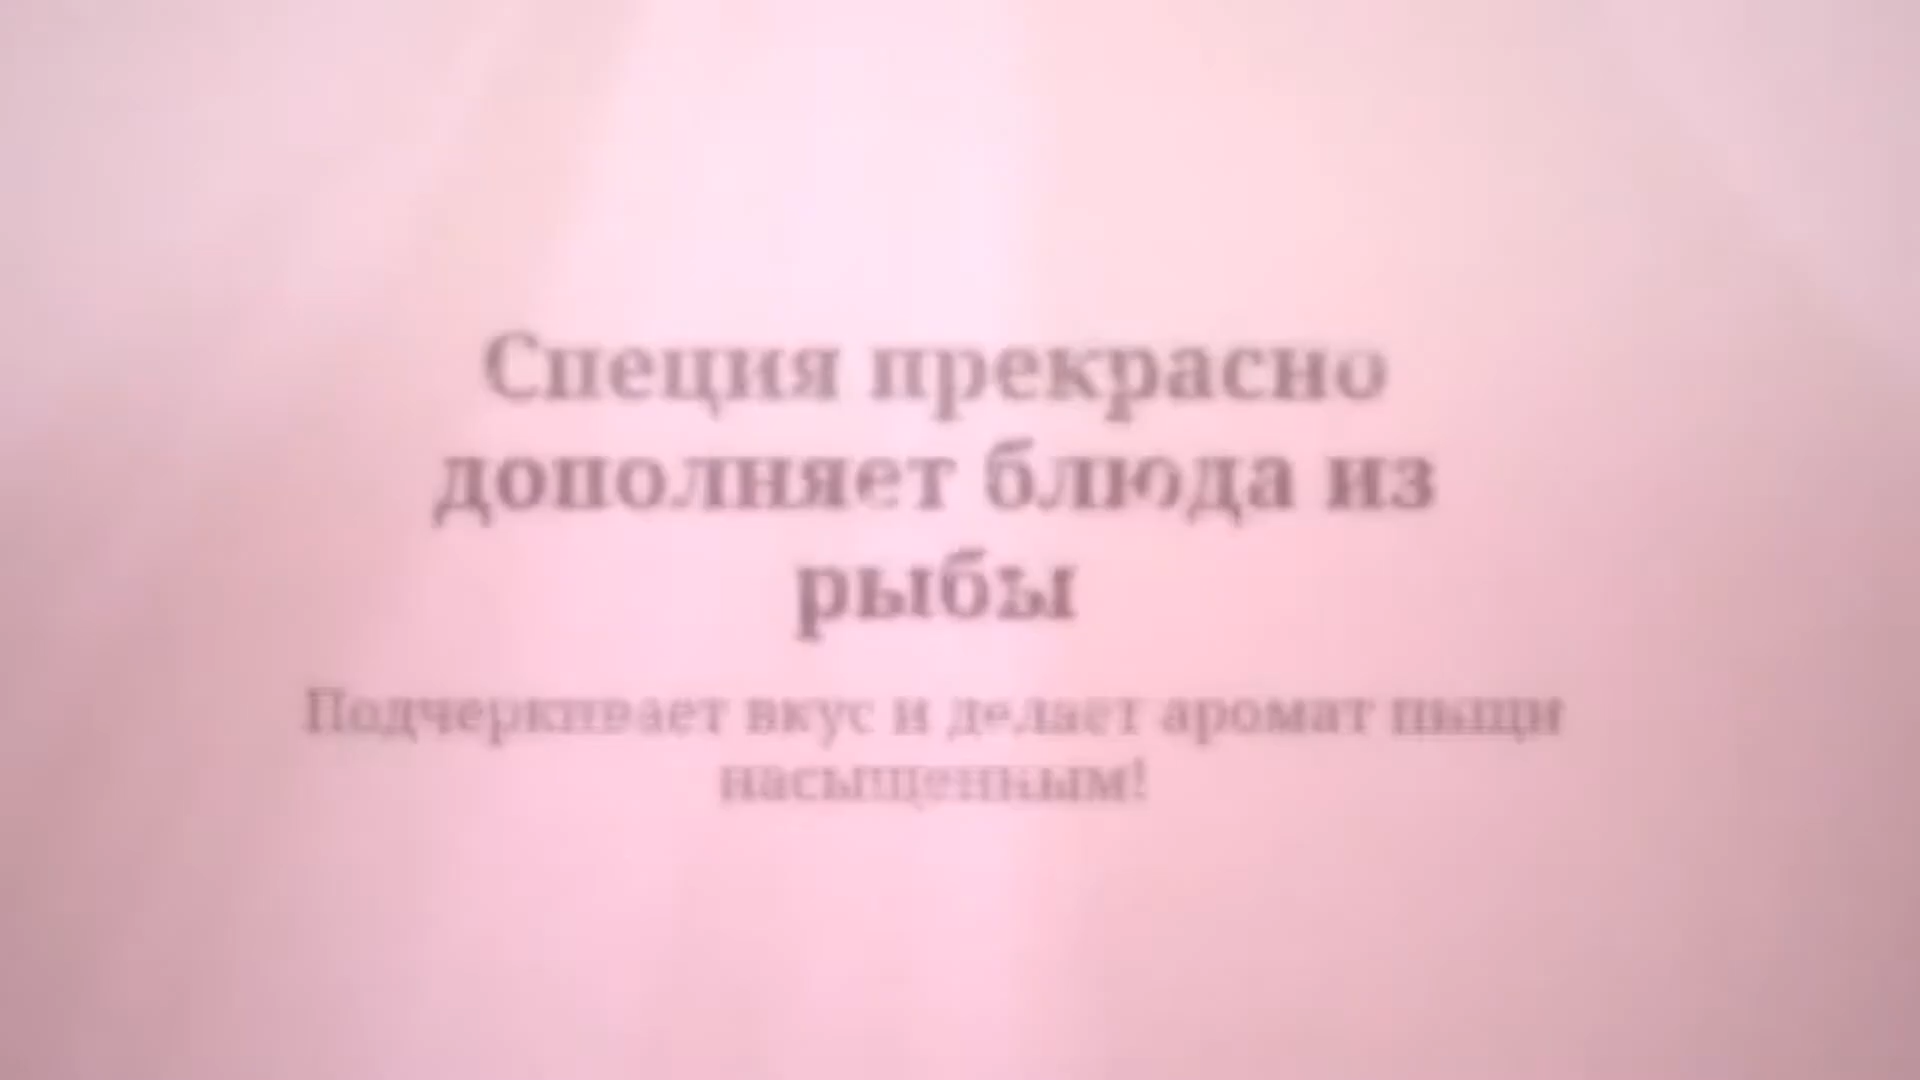 Специя прекрасно
дополняет блюда из
рыбы
Подчеркивает вкус и делает аромат пищи
насыщенным!